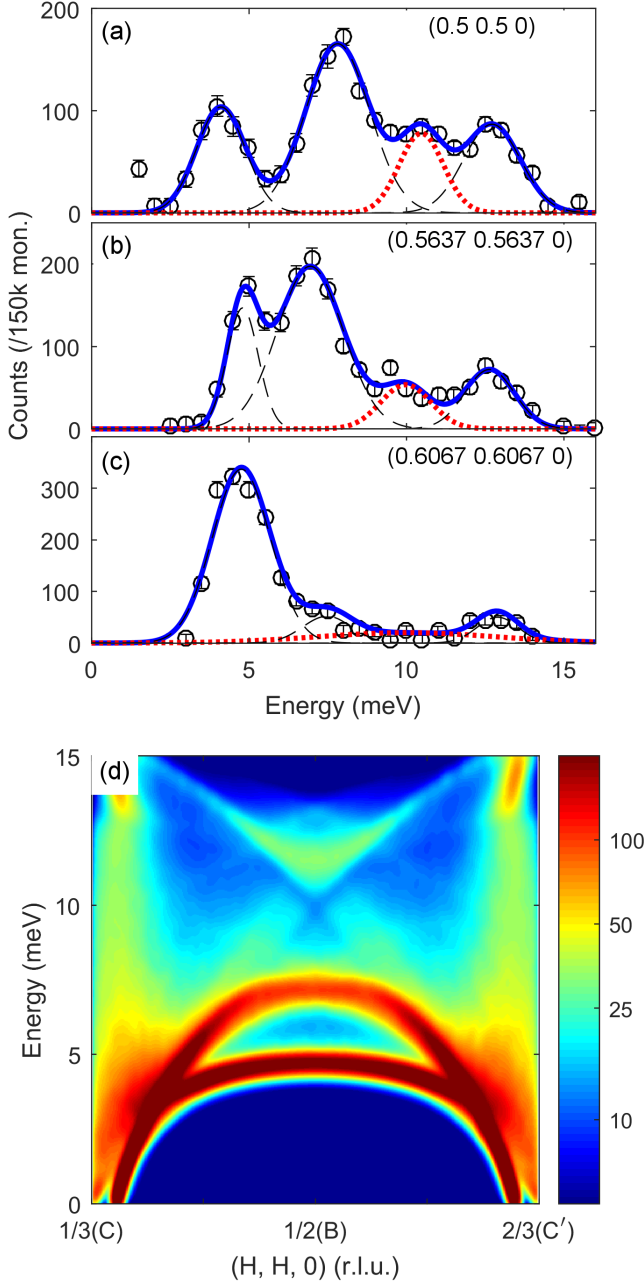 (a)
(0.5 0.5 0)
200
100
0
(b)
(0.5637 0.5637 0)
200
100
0
Counts (/150k mon.)
(c)
(0.6067 0.6067 0)
300
200
100
0
0
5
10
15
Energy (meV)
(d)
15
10
5
0
Energy (meV)
100
50
25
10
1/3(C)
1/2(B)
2/3(C′)
(H, H, 0) (r.l.u.)